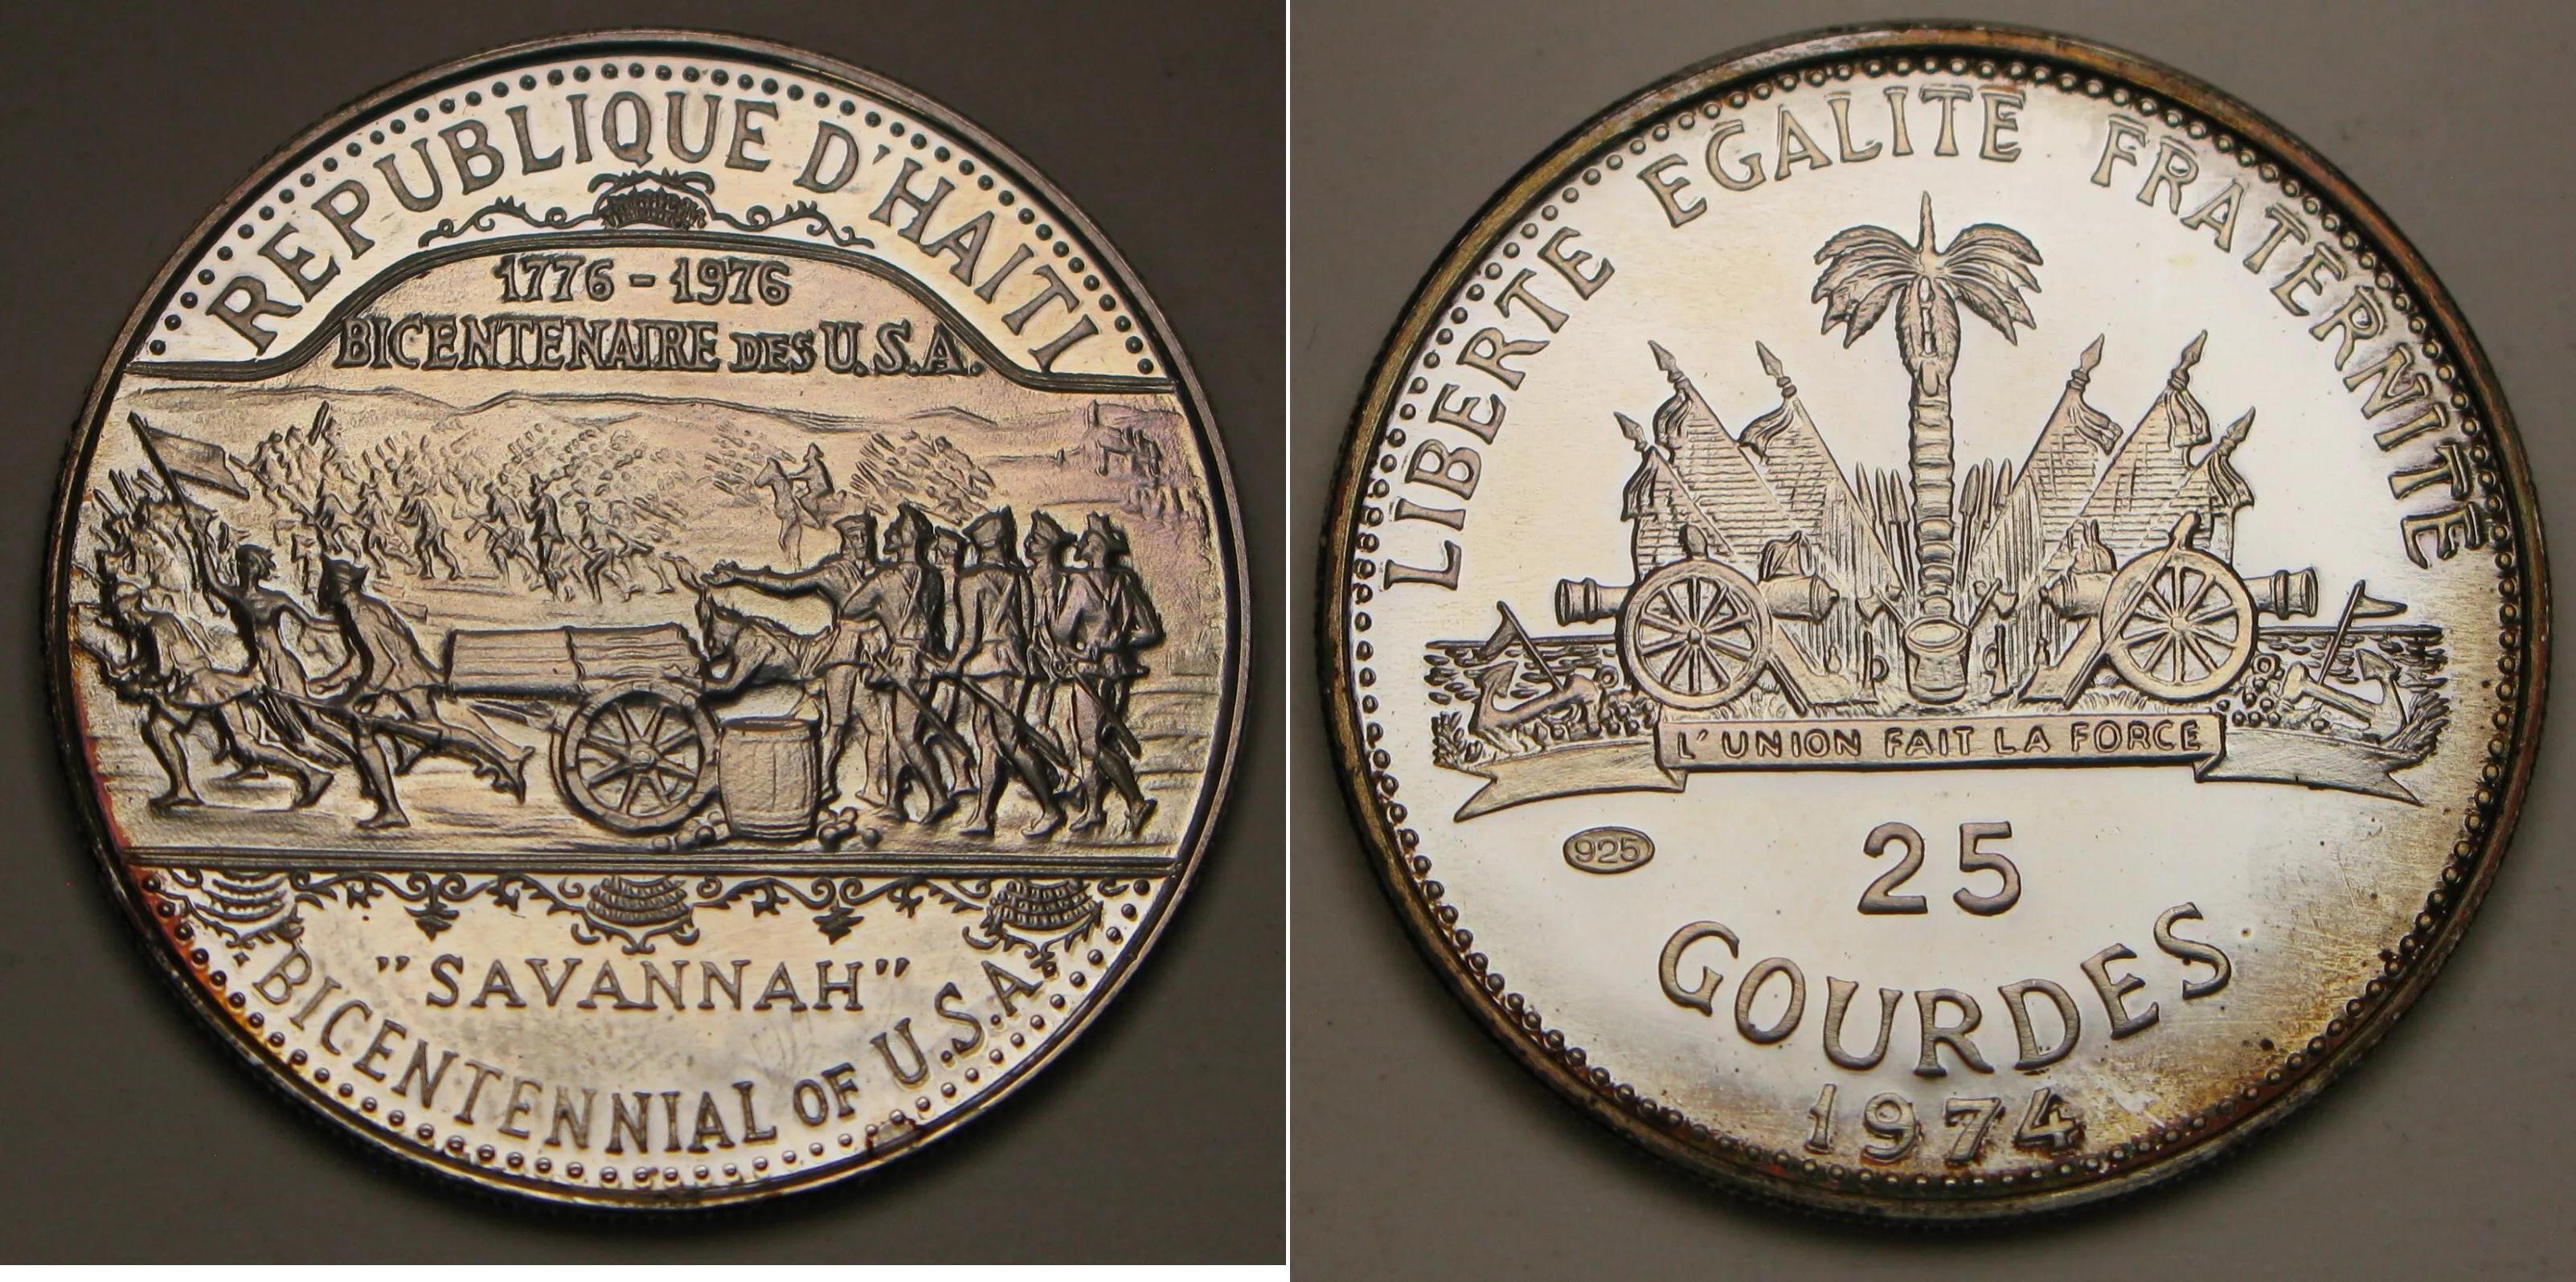 REPUBLIQUE D'HAITI
1776 - 1976
BICENTENAIRE DES U.S.A.
"SAVANNAH"
BICENTENNIAL OF U.S.A.
LIBERTE EGALITE FRATERNITE
L'UNION FAIT LA FORCE
925
25
GOURDES
1974